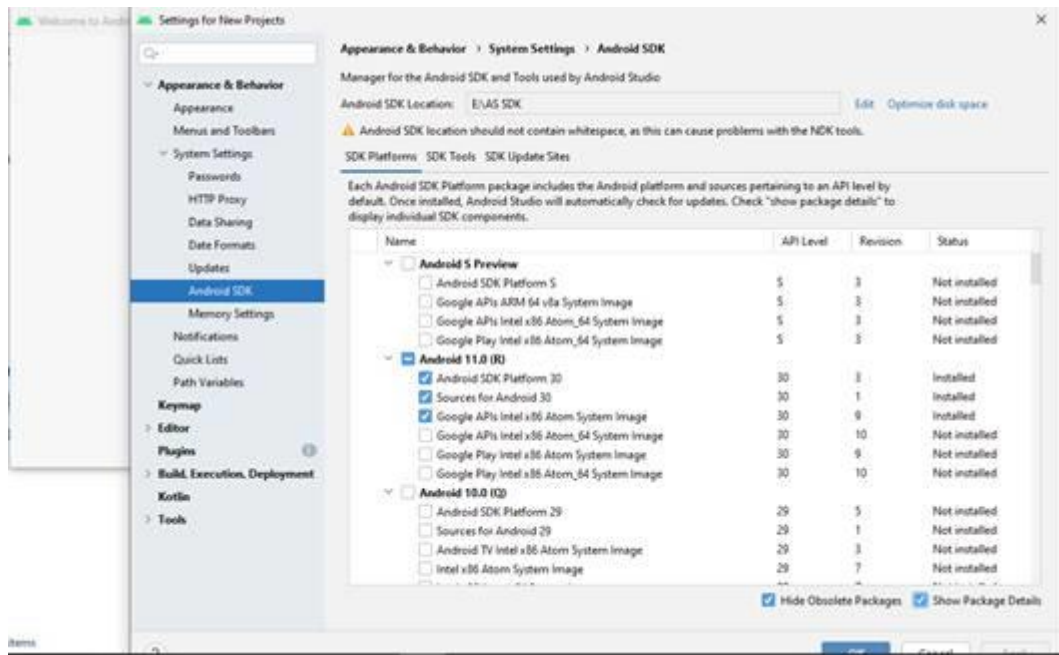 Welcome to Andr
Settings for New Projects
Appearance & Behavior
Appearance
Menus and Toolbars
System Settings
Passwords
HTTP Proxy
Data Sharing
Date Formats
Updates
Android SDK
Memory Settings
Notifications
Quick Lists
Path Variables
Keymap
Editor
Plugins
Build, Execution, Deployment
Kotlin
Tools
Appearance & Behavior > System Settings > Android SDK
Manager for the Android SDK and Tools used by Android Studio
Android SDK Location: E:\AS SDK Edit Optimize disk space
Android SDK location should not contain whitespace, as this can cause problems with the NDK tools.
SDK Platforms SDK Tools SDK Update Sites
Each Android SDK Platform package includes the Android platform and sources pertaining to an API level by
default. Once installed, Android Studio will automatically check for updates. Check "show package details" to
display individual SDK components.
Name API Level Revision Status
Android S Preview
Android SDK Platform S S 3 Not installed
Google APIs ARM 64 v8a System Image S 3 Not installed
Google APIs Intel x86 Atom_64 System Image S 3 Not installed
Google Play Intel x86 Atom_64 System Image S 3 Not installed
Android 11.0 (R)
Android SDK Platform 30 30 3 Installed
Sources for Android 30 30 1 Installed
Google APIs Intel x86 Atom System Image 30 9 Installed
Google APIs Intel x86 Atom_64 System Image 30 10 Not installed
Google Play Intel x86 Atom System Image 30 9 Not installed
Google Play Intel x86 Atom_64 System Image 30 10 Not installed
Android 10.0 (Q)
Android SDK Platform 29 29 5 Not installed
Sources for Android 29 29 1 Not installed
Android TV Intel x86 Atom System Image 29 3 Not installed
Intel x86 Atom System Image 29 7 Not installed
Hide Obsolete Packages Show Package Details
items
OK Cancel